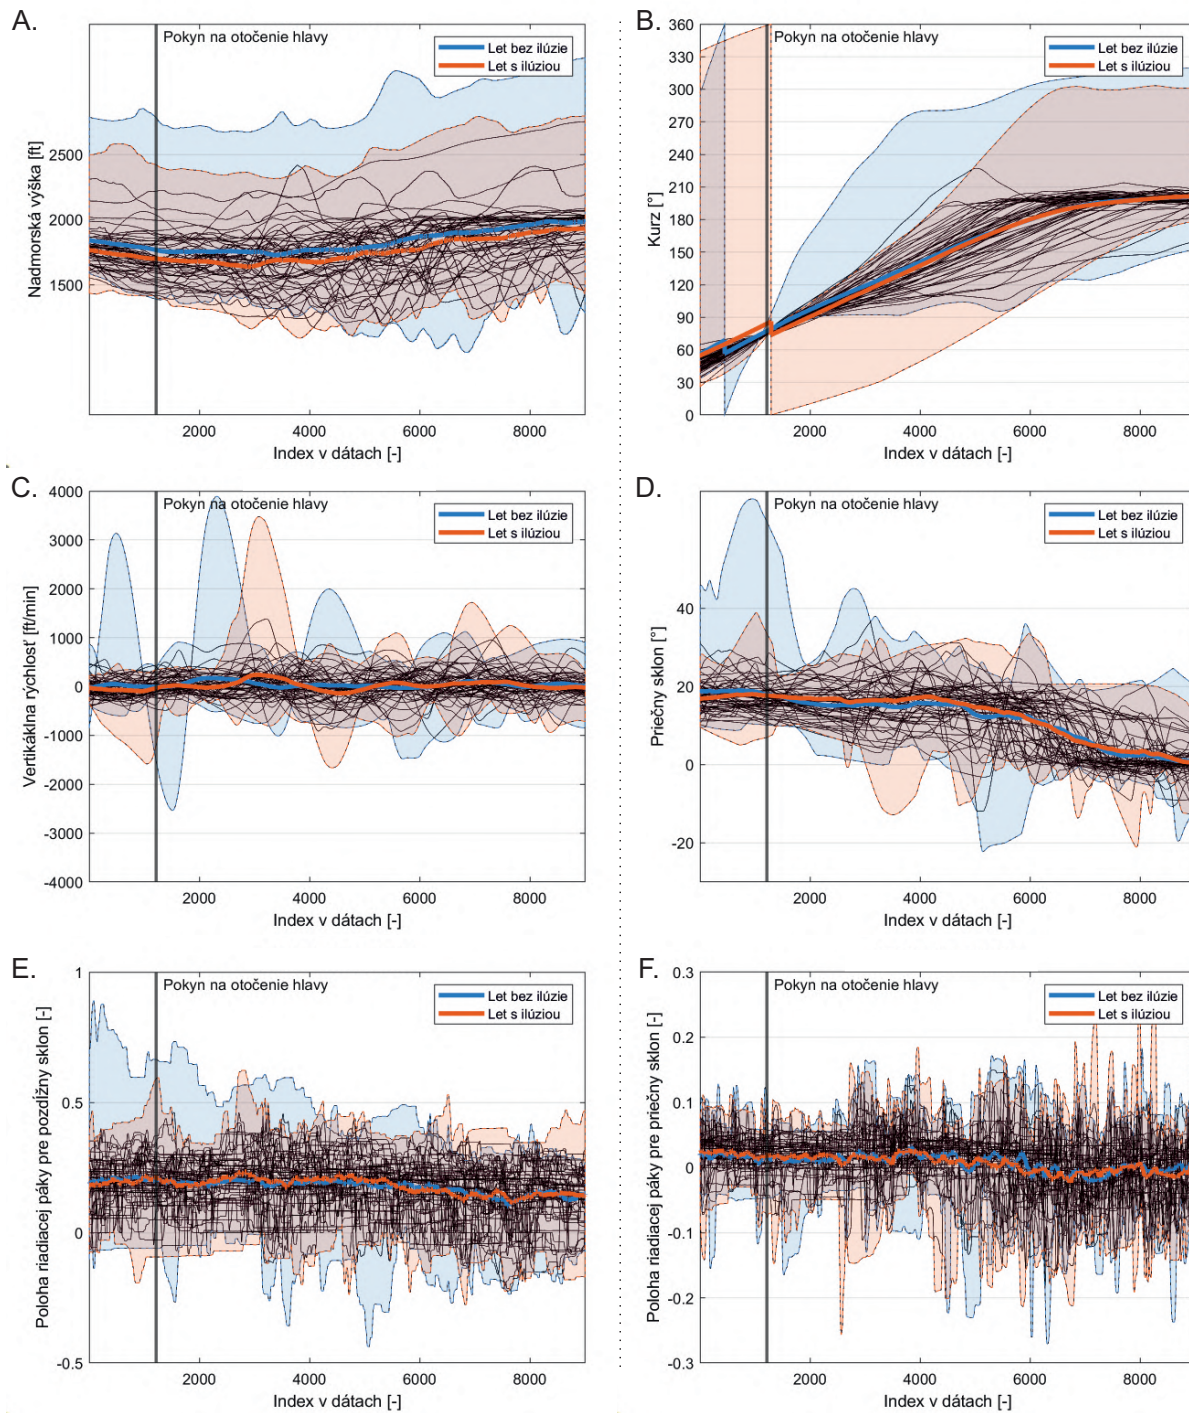 A.
Pokyn na otočenie hlavy
Let bez ilúzie
Let s ilúziou
Nadmorská výška [ft]
2500
2000
1500
2000
4000
6000
8000
Index v dátach [-]
B.
Pokyn na otočenie hlavy
Let bez ilúzie
Let s ilúziou
Kurz [°]
360
330
300
270
240
210
180
150
120
90
60
30
0
2000
4000
6000
8000
Index v dátach [-]
C.
Pokyn na otočenie hlavy
Let bez ilúzie
Let s ilúziou
Vertikáklna rýchlosť [ft/min]
4000
3000
2000
1000
0
-1000
-2000
-3000
-4000
2000
4000
6000
8000
Index v dátach [-]
D.
Pokyn na otočenie hlavy
Let bez ilúzie
Let s ilúziou
Priečny sklon [°]
40
20
0
-20
2000
4000
6000
8000
Index v dátach [-]
E.
Pokyn na otočenie hlavy
Let bez ilúzie
Let s ilúziou
Poloha riadiacej páky pre pozdĺžny sklon [-]
1
0.5
0
-0.5
2000
4000
6000
8000
Index v dátach [-]
F.
Pokyn na otočenie hlavy
Let bez ilúzie
Let s ilúziou
Poloha riadiacej páky pre priečny sklon [-]
0.3
0.2
0.1
0
-0.1
-0.2
-0.3
2000
4000
6000
8000
Index v dátach [-]